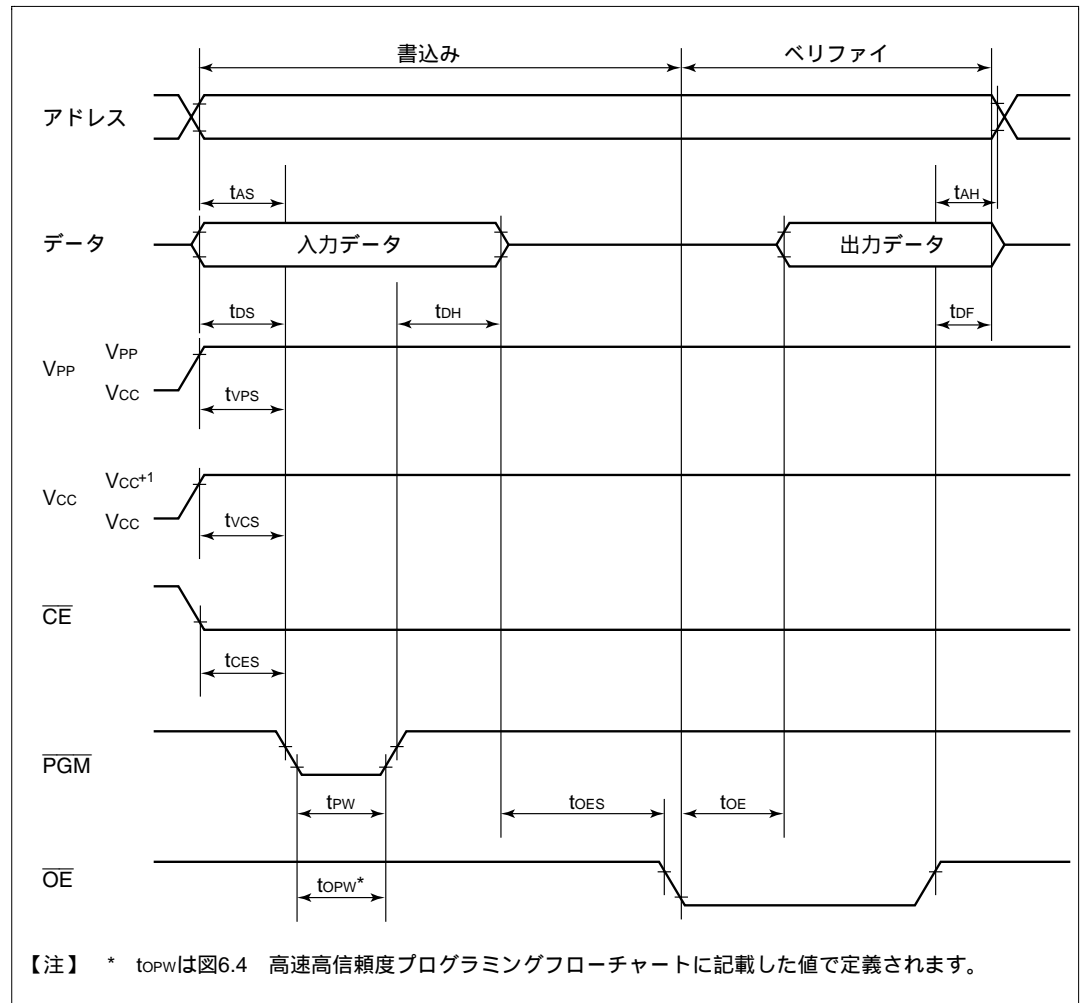 書込み ベリファイ
アドレス
tAS tAH
データ 入力データ 出力データ
tDS tDH tDF
VPP VPP
VCC
tVPS
VCC VCC+1
VCC
tVCS
CE
tCES
PGM
tPW tOES tOE
OE
tOPW*
【注】 * tOPWは図6.4 高速高信頼度プログラミングフローチャートに記載した値で定義されます。